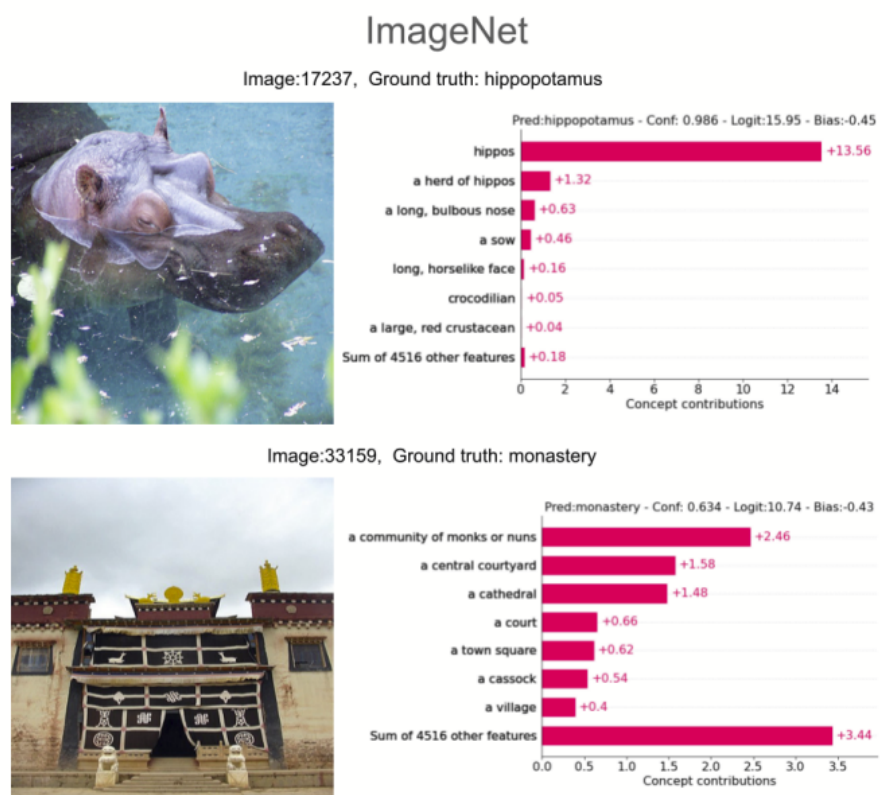 ImageNet
Image:17237, Ground truth: hippopotamus
Pred:hippopotamus - Conf: 0.986 - Logit:15.95 - Bias:-0.45
hippos +13.56
a herd of hippos +1.32
a long, bulbous nose +0.63
a sow +0.46
long, horselike face +0.16
crocodilian +0.05
a large, red crustacean +0.04
Sum of 4516 other features +0.18
0 2 4 6 8 10 12 14
Concept contributions
Image:33159, Ground truth: monastery
Pred:monastery - Conf: 0.634 - Logit:10.74 - Bias:-0.43
a community of monks or nuns +2.46
a central courtyard +1.58
a cathedral +1.48
a court +0.66
a town square +0.62
a cassock +0.54
a village +0.4
Sum of 4516 other features +3.44
0.0 0.5 1.0 1.5 2.0 2.5 3.0 3.5
Concept contributions